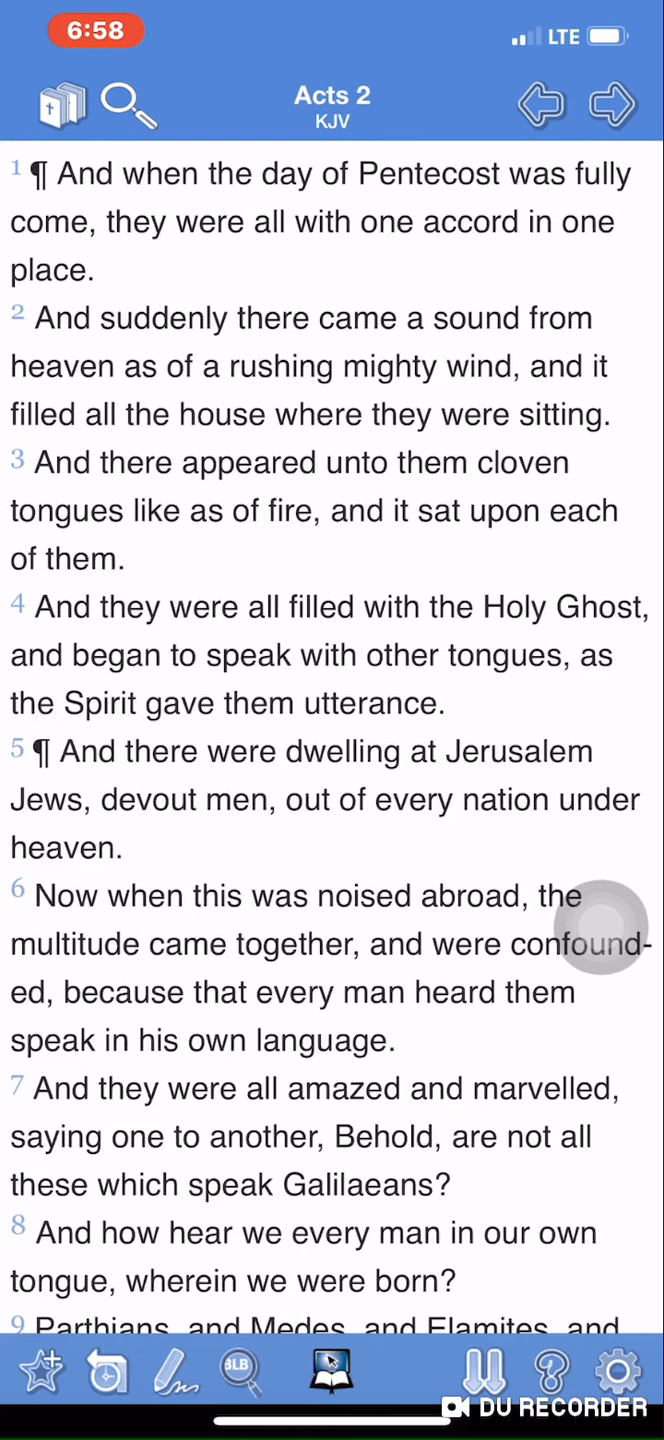 6:58
LTE
Acts 2
KJV
1 ¶ And when the day of Pentecost was fully
come, they were all with one accord in one
place.
2 And suddenly there came a sound from
heaven as of a rushing mighty wind, and it
filled all the house where they were sitting.
3 And there appeared unto them cloven
tongues like as of fire, and it sat upon each
of them.
4 And they were all filled with the Holy Ghost,
and began to speak with other tongues, as
the Spirit gave them utterance.
5 ¶ And there were dwelling at Jerusalem
Jews, devout men, out of every nation under
heaven.
6 Now when this was noised abroad, the
multitude came together, and were confound-
ed, because that every man heard them
speak in his own language.
7 And they were all amazed and marvelled,
saying one to another, Behold, are not all
these which speak Galilaeans?
8 And how hear we every man in our own
tongue, wherein we were born?
9 Parthians, and Medes, and Elamites, and
BLB
DU RECORDER